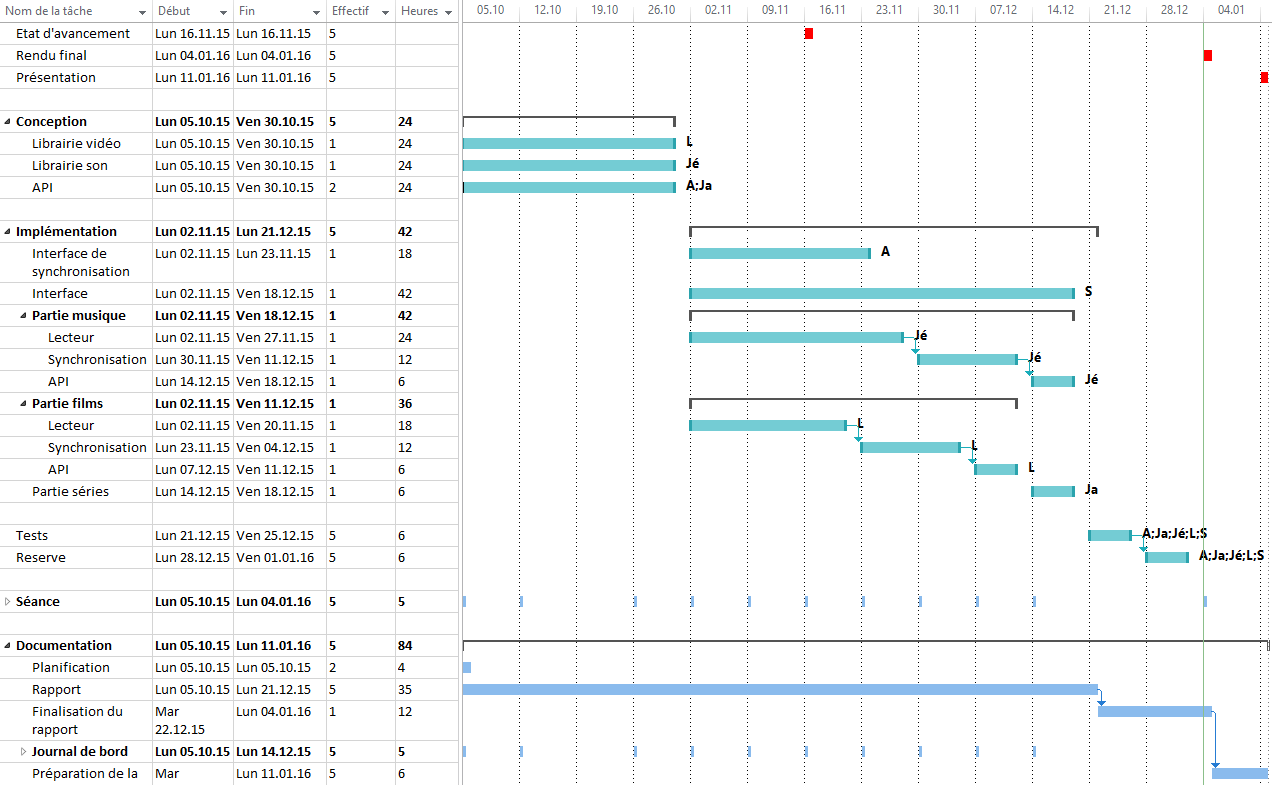 Nom de la tâche Début Fin Effectif Heures 05.10 12.10 19.10 26.10 02.11 09.11 16.11 23.11 30.11 07.12 14.12 21.12 28.12 04.01
Etat d'avancement Lun 16.11.15 Lun 16.11.15 5
Rendu final Lun 04.01.16 Lun 04.01.16 5
Présentation Lun 11.01.16 Lun 11.01.16 5
Conception Lun 05.10.15 Ven 30.10.15 5 24
Librairie vidéo Lun 05.10.15 Ven 30.10.15 1 24 L
Librairie son Lun 05.10.15 Ven 30.10.15 1 24 Jé
API Lun 05.10.15 Ven 30.10.15 2 24 A;Ja
Implémentation Lun 02.11.15 Lun 21.12.15 5 42
Interface de Lun 02.11.15 Lun 23.11.15 1 18 A
synchronisation
Interface Lun 02.11.15 Ven 18.12.15 1 42 S
Partie musique Lun 02.11.15 Ven 18.12.15 1 42
Lecteur Lun 02.11.15 Ven 27.11.15 1 24 Jé
Synchronisation Lun 30.11.15 Ven 11.12.15 1 12 Jé
API Lun 14.12.15 Ven 18.12.15 1 6 Jé
Partie films Lun 02.11.15 Ven 11.12.15 1 36
Lecteur Lun 02.11.15 Ven 20.11.15 1 18 L
Synchronisation Lun 23.11.15 Ven 04.12.15 1 12 L
API Lun 07.12.15 Ven 11.12.15 1 6 L
Partie séries Lun 14.12.15 Ven 18.12.15 1 6 Ja
Tests Lun 21.12.15 Ven 25.12.15 5 6 A;Ja;Jé;L;S
Reserve Lun 28.12.15 Ven 01.01.16 5 6 A;Ja;Jé;L;S
Séance Lun 05.10.15 Lun 04.01.16 5 5
Documentation Lun 05.10.15 Lun 11.01.16 5 84
Planification Lun 05.10.15 Lun 05.10.15 2 4
Rapport Lun 05.10.15 Lun 21.12.15 5 35
Finalisation du Mar Lun 04.01.16 1 12
rapport 22.12.15
Journal de bord Lun 05.10.15 Lun 14.12.15 5 5
Préparation de la Mar Lun 11.01.16 5 6